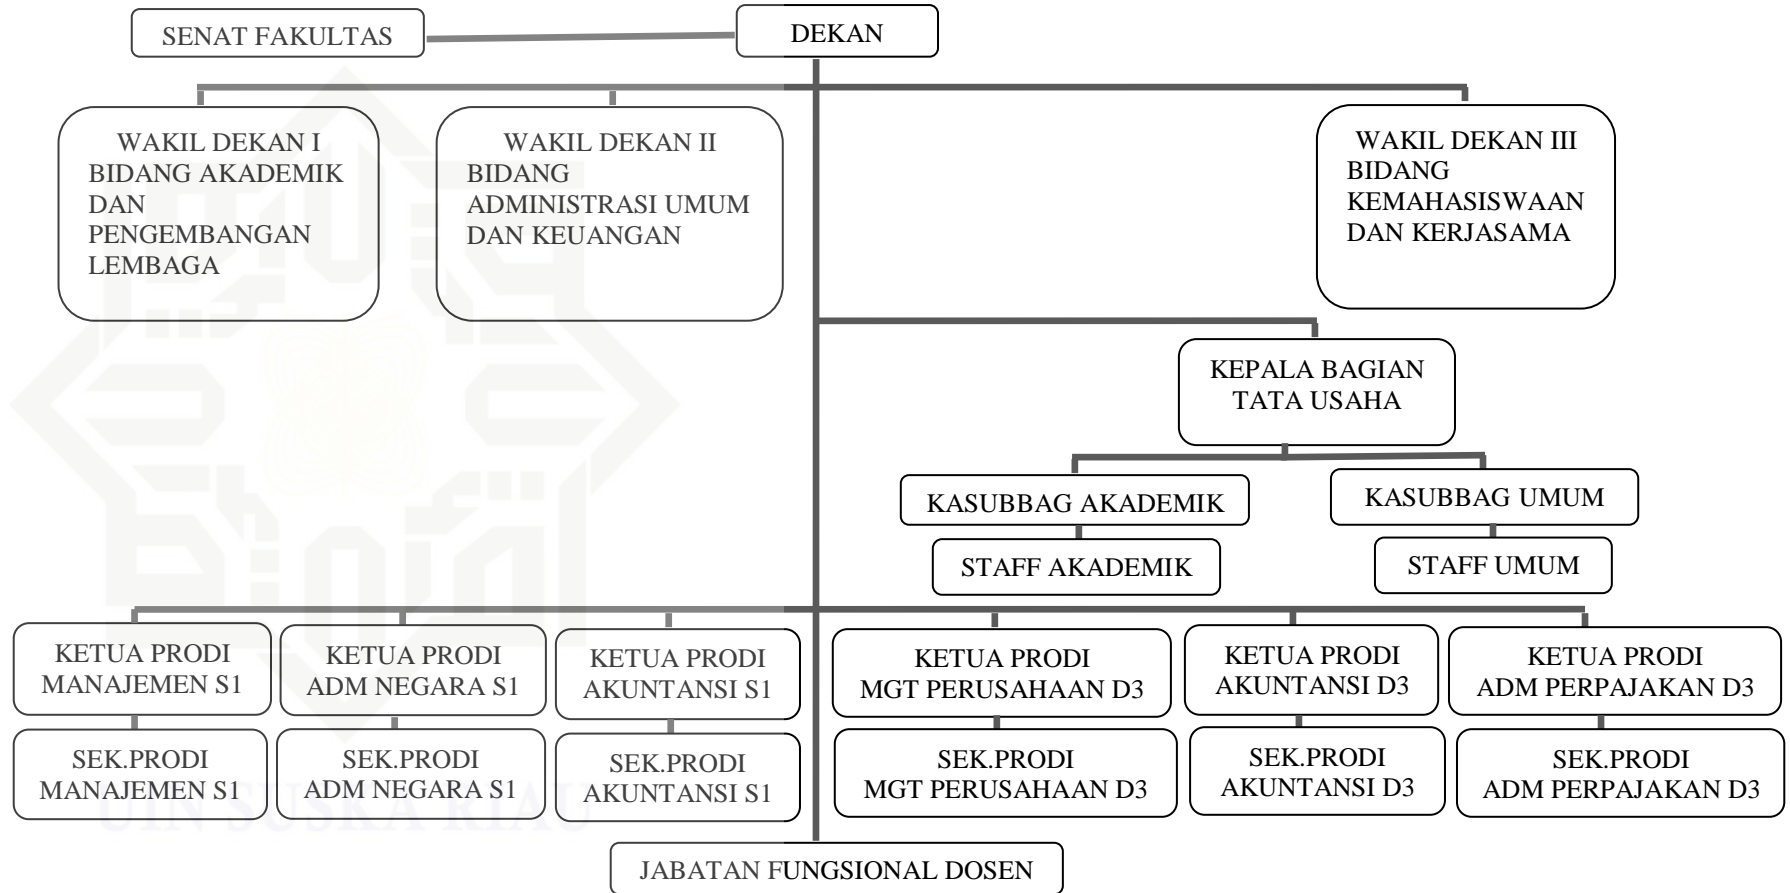 SENAT FAKULTAS
DEKAN
WAKIL DEKAN I
BIDANG AKADEMIK
DAN
PENGEMBANGAN
LEMBAGA
WAKIL DEKAN II
BIDANG
ADMINISTRASI UMUM
DAN KEUANGAN
WAKIL DEKAN III
BIDANG
KEMAHASISWAAN
DAN KERJASAMA
KEPALA BAGIAN
TATA USAHA
KASUBBAG AKADEMIK
KASUBBAG UMUM
STAFF AKADEMIK
STAFF UMUM
KETUA PRODI
MANAJEMEN S1
KETUA PRODI
ADM NEGARA S1
KETUA PRODI
AKUNTANSI S1
KETUA PRODI
MGT PERUSAHAAN D3
KETUA PRODI
AKUNTANSI D3
KETUA PRODI
ADM PERPAJAKAN D3
SEK.PRODI
MANAJEMEN S1
SEK.PRODI
ADM NEGARA S1
SEK.PRODI
AKUNTANSI S1
SEK.PRODI
MGT PERUSAHAAN D3
SEK.PRODI
AKUNTANSI D3
SEK.PRODI
ADM PERPAJAKAN D3
UIN SUSKA RIAU
JABATAN FUNGSIONAL DOSEN